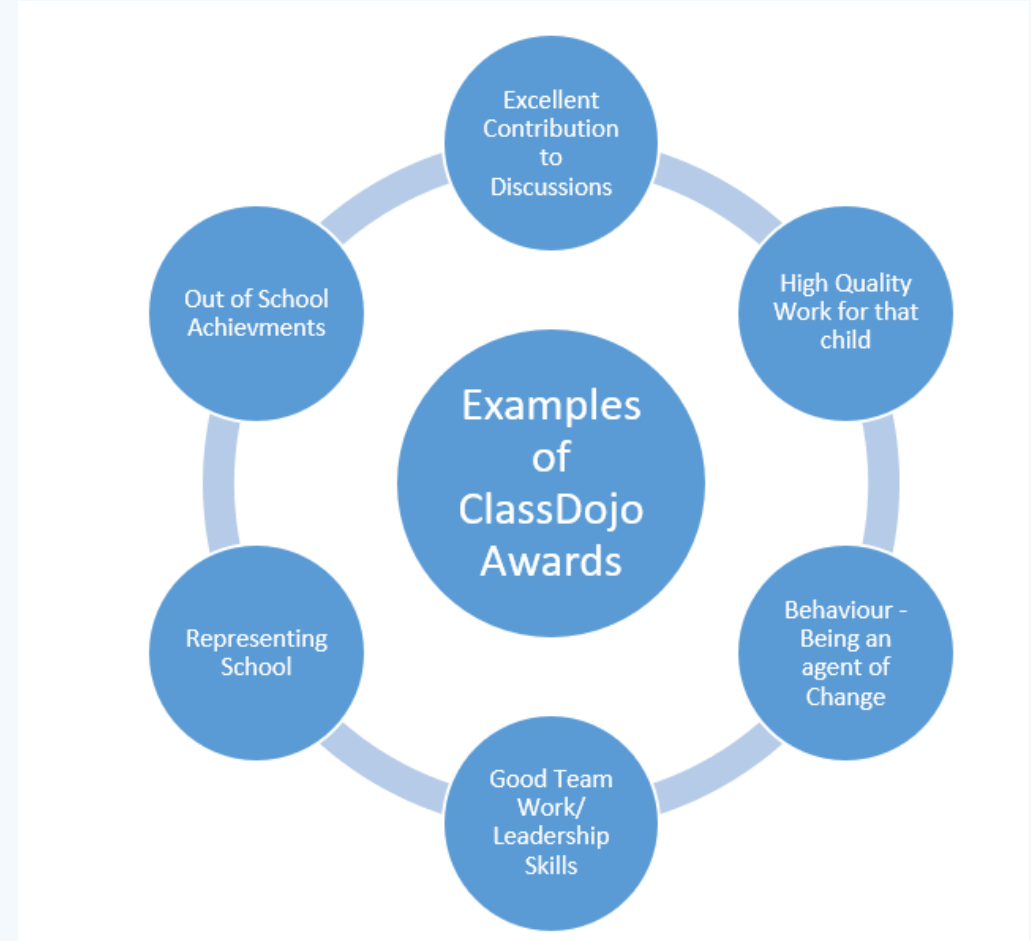 Excellent
Contribution
to
Discussions
High Quality
Work for that
child
Behaviour -
Being an
agent of
Change
Good Team
Work/
Leadership
Skills
Representing
School
Out of School
Achievments
Examples
of
ClassDojo
Awards